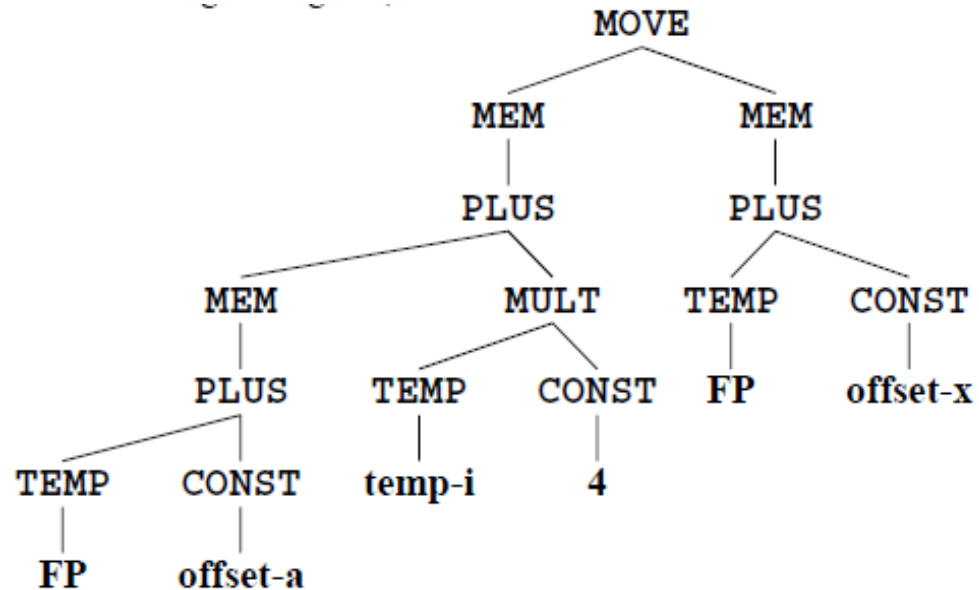 MOVE
MEM MEM
PLUS PLUS
MEM MULT TEMP CONST
PLUS TEMP CONST FP offset-x
TEMP CONST temp-i 4
FP offset-a